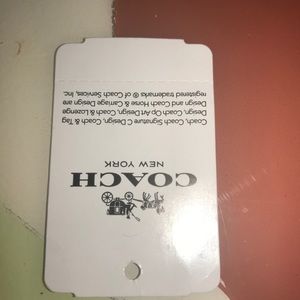 COACH
NEW YORK
Coach, Coach Signature C Design, Coach & Tag
Design, Coach Op Art Design, Coach & Lozenge
Design and Coach Horse & Carriage Design are
registered trademarks ® of Coach Services, Inc.